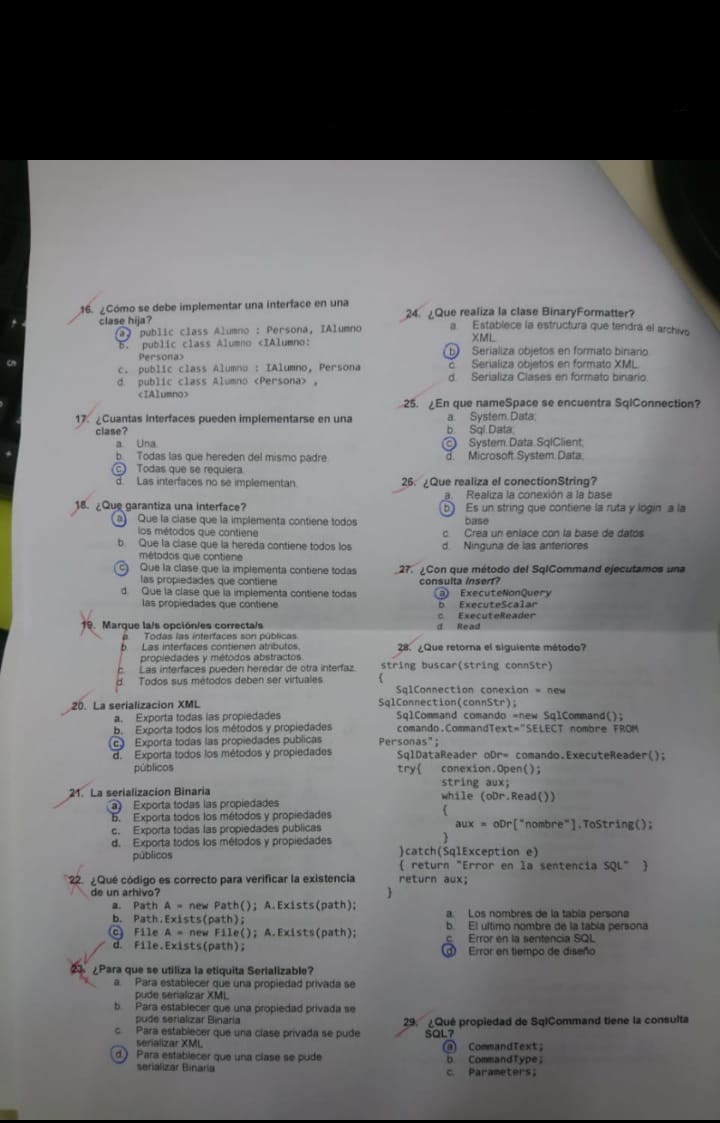 16. ¿Cómo se debe implementar una interface en una
clase hija?
a. public class Alumno : Persona, IAlumno
b. public class Alumno <IAlumno:
Persona>
c. public class Alumno : IAlumno, Persona
d. public class Alumno <Persona> ,
<IAlumno>
17. ¿Cuantas Interfaces pueden implementarse en una
clase?
a. Una.
b. Todas las que hereden del mismo padre.
c. Todas que se requiera.
d. Las interfaces no se implementan.
18. ¿Que garantiza una interface?
a. Que la clase que la implementa contiene todos
los métodos que contiene
b. Que la clase que la hereda contiene todos los
métodos que contiene
c. Que la clase que la implementa contiene todas
las propiedades que contiene
d. Que la clase que la implementa contiene todas
las propiedades que contiene
19. Marque la/s opción/es correcta/s
a. Todas las interfaces son públicas.
b. Las interfaces contienen atributos,
propiedades y métodos abstractos.
c. Las interfaces pueden heredar de otra interfaz.
d. Todos sus métodos deben ser virtuales.
20. La serializacion XML
a. Exporta todas las propiedades
b. Exporta todos los métodos y propiedades
c. Exporta todas las propiedades publicas
d. Exporta todos los métodos y propiedades
públicos
21. La serializacion Binaria
a. Exporta todas las propiedades
b. Exporta todos los métodos y propiedades
c. Exporta todas las propiedades publicas
d. Exporta todos los métodos y propiedades
públicos
22. ¿Qué código es correcto para verificar la existencia
de un arhivo?
a. Path A = new Path(); A.Exists(path);
b. Path.Exists(path);
c. File A = new File(); A.Exists(path);
d. File.Exists(path);
23. ¿Para que se utiliza la etiquita Serializable?
a. Para establecer que una propiedad privada se
pude serializar XML
b. Para establecer que una propiedad privada se
pude serializar Binaria
c. Para establecer que una clase privada se pude
serializar XML
d. Para establecer que una clase se pude
serializar Binaria
24. ¿Que realiza la clase BinaryFormatter?
a. Establece la estructura que tendrá el archivo
XML.
b. Serializa objetos en formato binario.
c. Serializa objetos en formato XML.
d. Serializa Clases en formato binario.
25. ¿En que nameSpace se encuentra SqlConnection?
a. System.Data;
b. Sql.Data;
c. System.Data.SqlClient;
d. Microsoft.System.Data;
26. ¿Que realiza el conectionString?
a. Realiza la conexión a la base
b. Es un string que contiene la ruta y login a la
base
c. Crea un enlace con la base de datos
d. Ninguna de las anteriores
27. ¿Con que método del SqlCommand ejecutamos una
consulta Insert?
a. ExecuteNonQuery
b. ExecuteScalar
c. ExecuteReader
d. Read
28. ¿Que retorna el siguiente método?
string buscar(string connStr)
{
SqlConnection conexion = new
SqlConnection(connStr);
SqlCommand comando =new SqlCommand();
comando.CommandText="SELECT nombre FROM
Personas";
SqlDataReader oDr= comando.ExecuteReader();
try{ conexion.Open();
string aux;
while (oDr.Read())
{
aux = oDr["nombre"].ToString();
}
}catch(SqlException e)
{ return "Error en la sentencia SQL" }
return aux;
}
a. Los nombres de la tabla persona
b. El ultimo nombre de la tabla persona
c. Error en la sentencia SQL
d. Error en tiempo de diseño
29. ¿Qué propiedad de SqlCommand tiene la consulta
SQL?
a. CommandText;
b. CommandType;
c. Parameters;